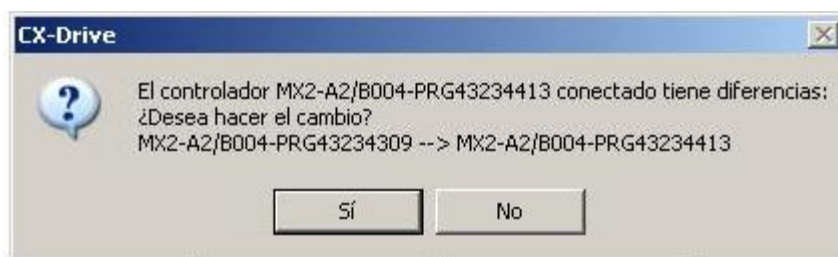 CX-Drive
El controlador MX2-A2/B004-PRG43234413 conectado tiene diferencias:
¿Desea hacer el cambio?
MX2-A2/B004-PRG43234309 --> MX2-A2/B004-PRG43234413
Sí
No